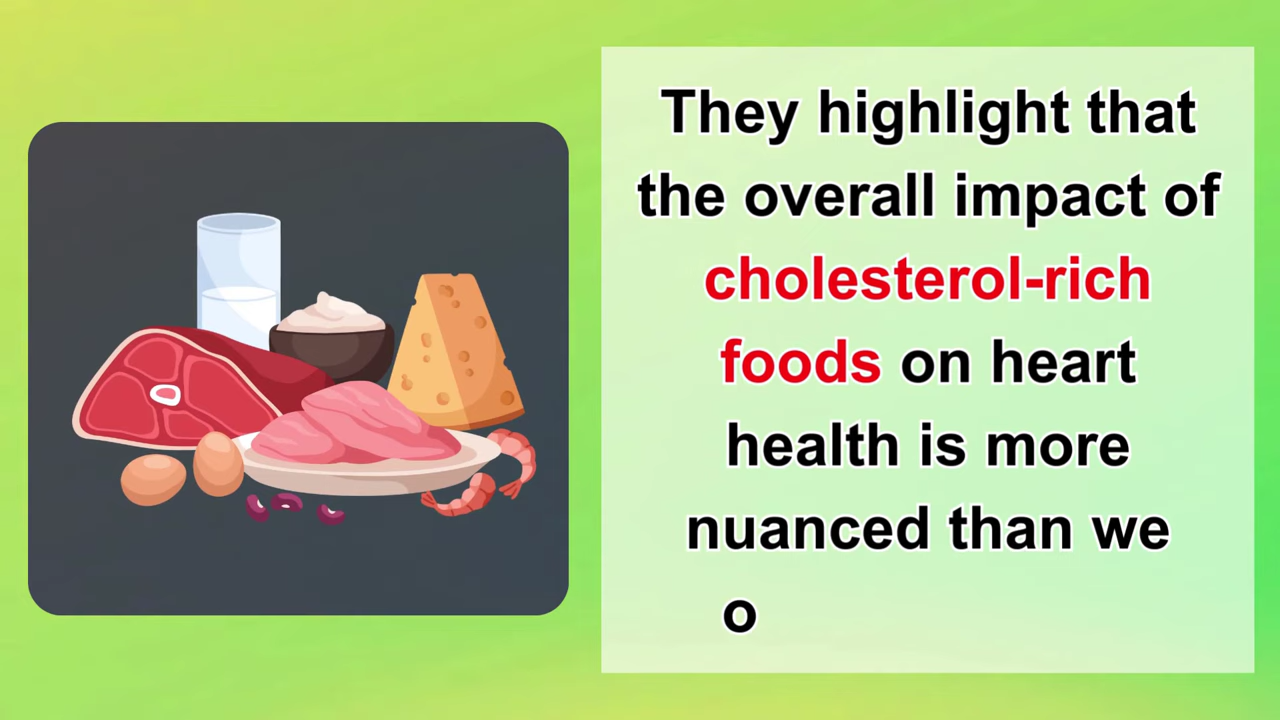 They highlight that
the overall impact of
cholesterol-rich
foods on heart
health is more
nuanced than we
o